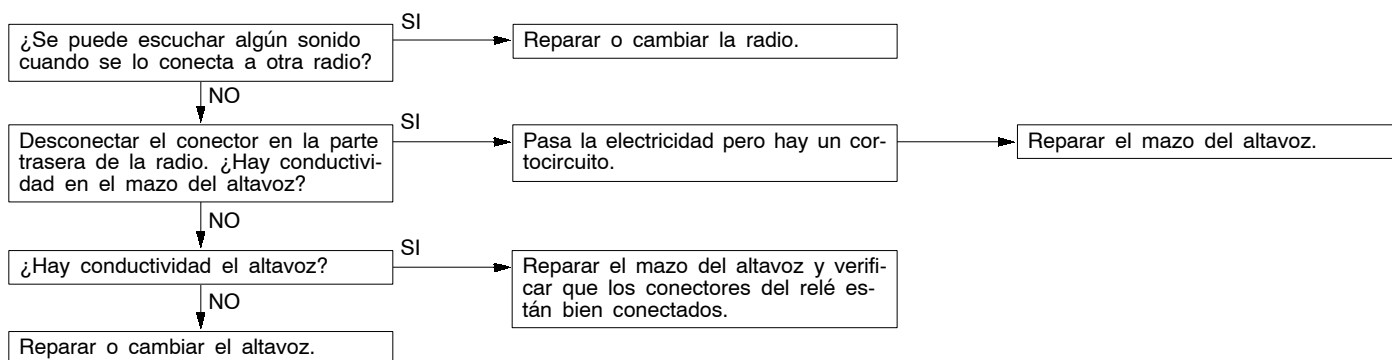 ¿Se puede escuchar algún sonido
cuando se lo conecta a otra radio?
SI
Reparar o cambiar la radio.
NO
Desconectar el conector en la parte
trasera de la radio. ¿Hay conductivi-
dad en el mazo del altavoz?
SI
Pasa la electricidad pero hay un cor-
tocircuito.
Reparar el mazo del altavoz.
NO
¿Hay conductividad el altavoz?
SI
Reparar el mazo del altavoz y verifi-
car que los conectores del relé es-
tán bien conectados.
NO
Reparar o cambiar el altavoz.